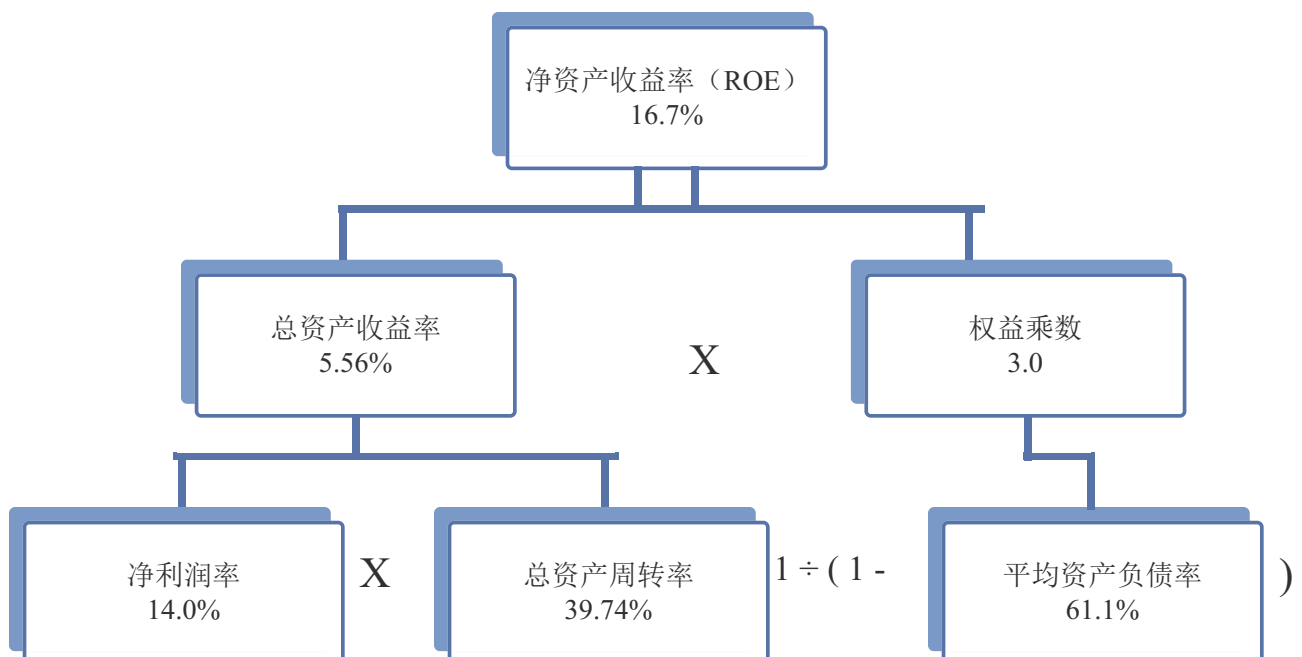 净资产收益率（ROE）
16.7%
总资产收益率
5.56%
X
权益乘数
3.0
净利润率
14.0%
X
总资产周转率
39.74%
1 ÷ ( 1 -
平均资产负债率
61.1%
)